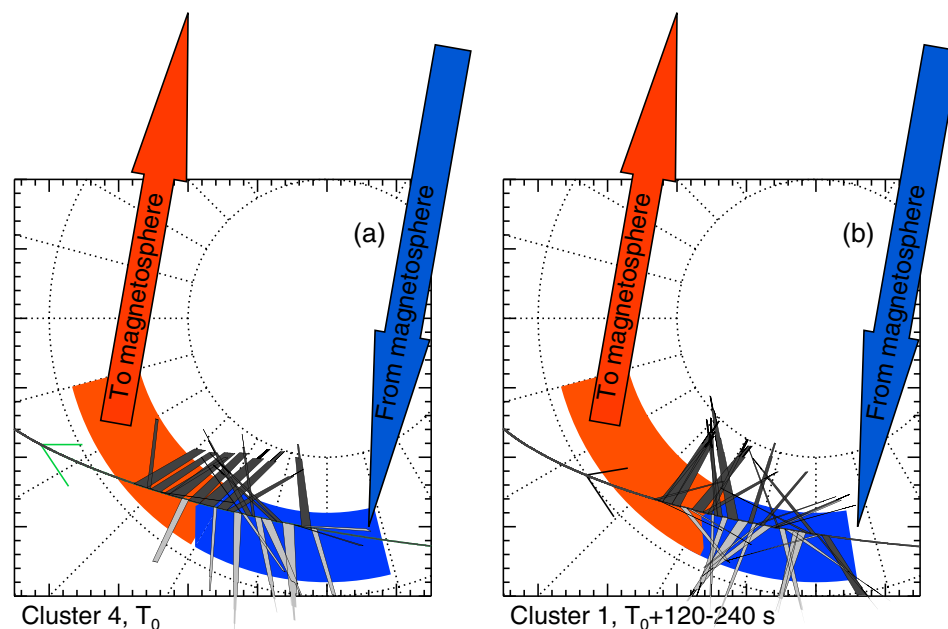 To magnetosphere
From magnetosphere
(a)
Cluster 4, T0
To magnetosphere
From magnetosphere
(b)
Cluster 1, T0+120-240 s